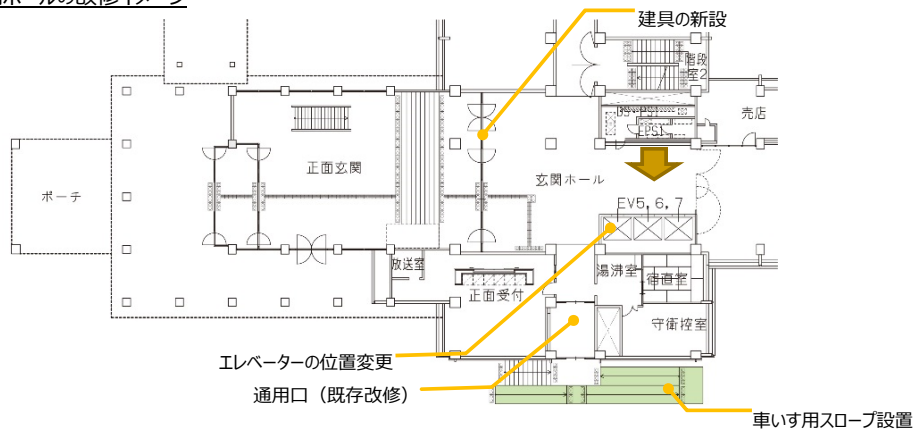 ホールの改修イメージ
建具の新設
階段
室2
売店
EPS1
正面玄関
玄関ホール
ポーチ
EV5,6,7
放送室
湯沸室
宿直室
正面受付
守衛控室
エレベーターの位置変更
通用口（既存改修）
車いす用スロープ設置